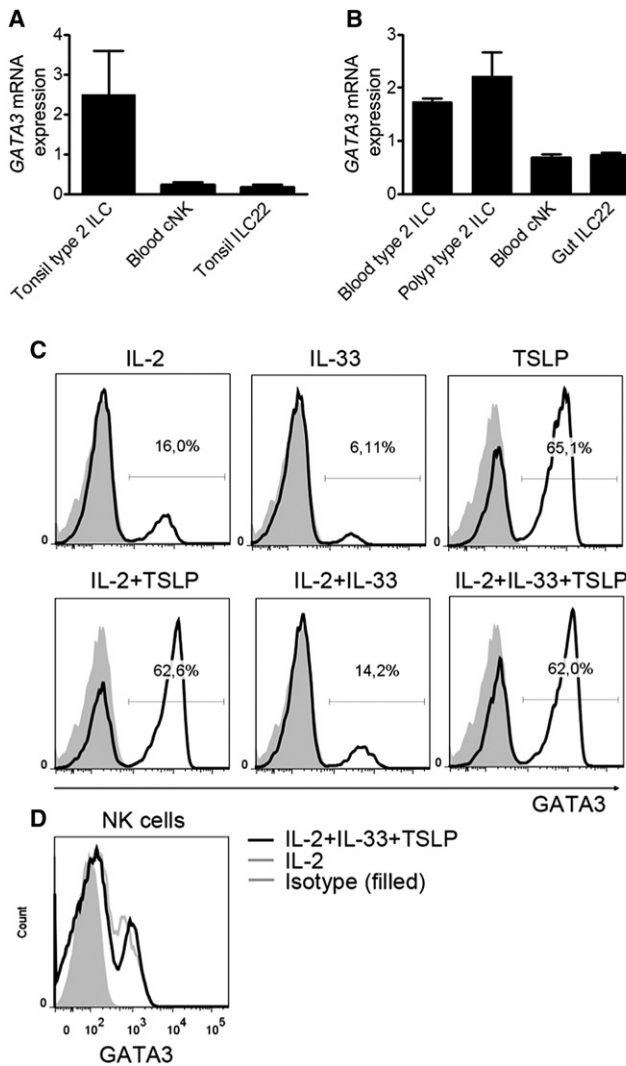 A
GATA3 mRNA
expression
4
3
2
1
0
Tonsil type 2 ILC
Blood cNK
Tonsil ILC22
B
GATA3 mRNA
expression
3
2
1
0
Blood type 2 ILC
Polyp type 2 ILC
Blood cNK
Gut ILC22
C
IL-2
16,0%
0
IL-33
6,11%
0
TSLP
65,1%
0
IL-2+TSLP
62,6%
0
IL-2+IL-33
14,2%
0
IL-2+IL-33+TSLP
62,0%
0
GATA3
D
NK cells
Count
0
0 10² 10³ 10⁴ 10⁵
GATA3
IL-2+IL-33+TSLP
IL-2
Isotype (filled)